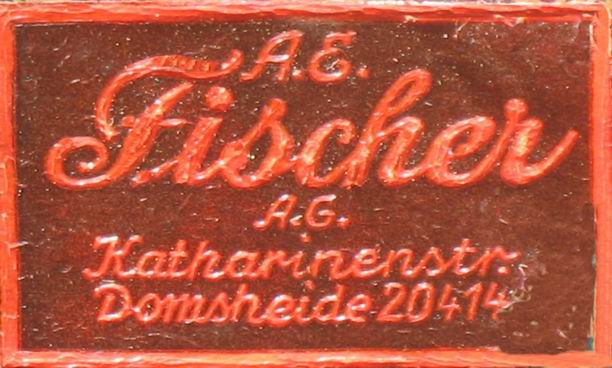 A.E.
Fischer
A.G.
Katharinenstr.
Domsheide 20414